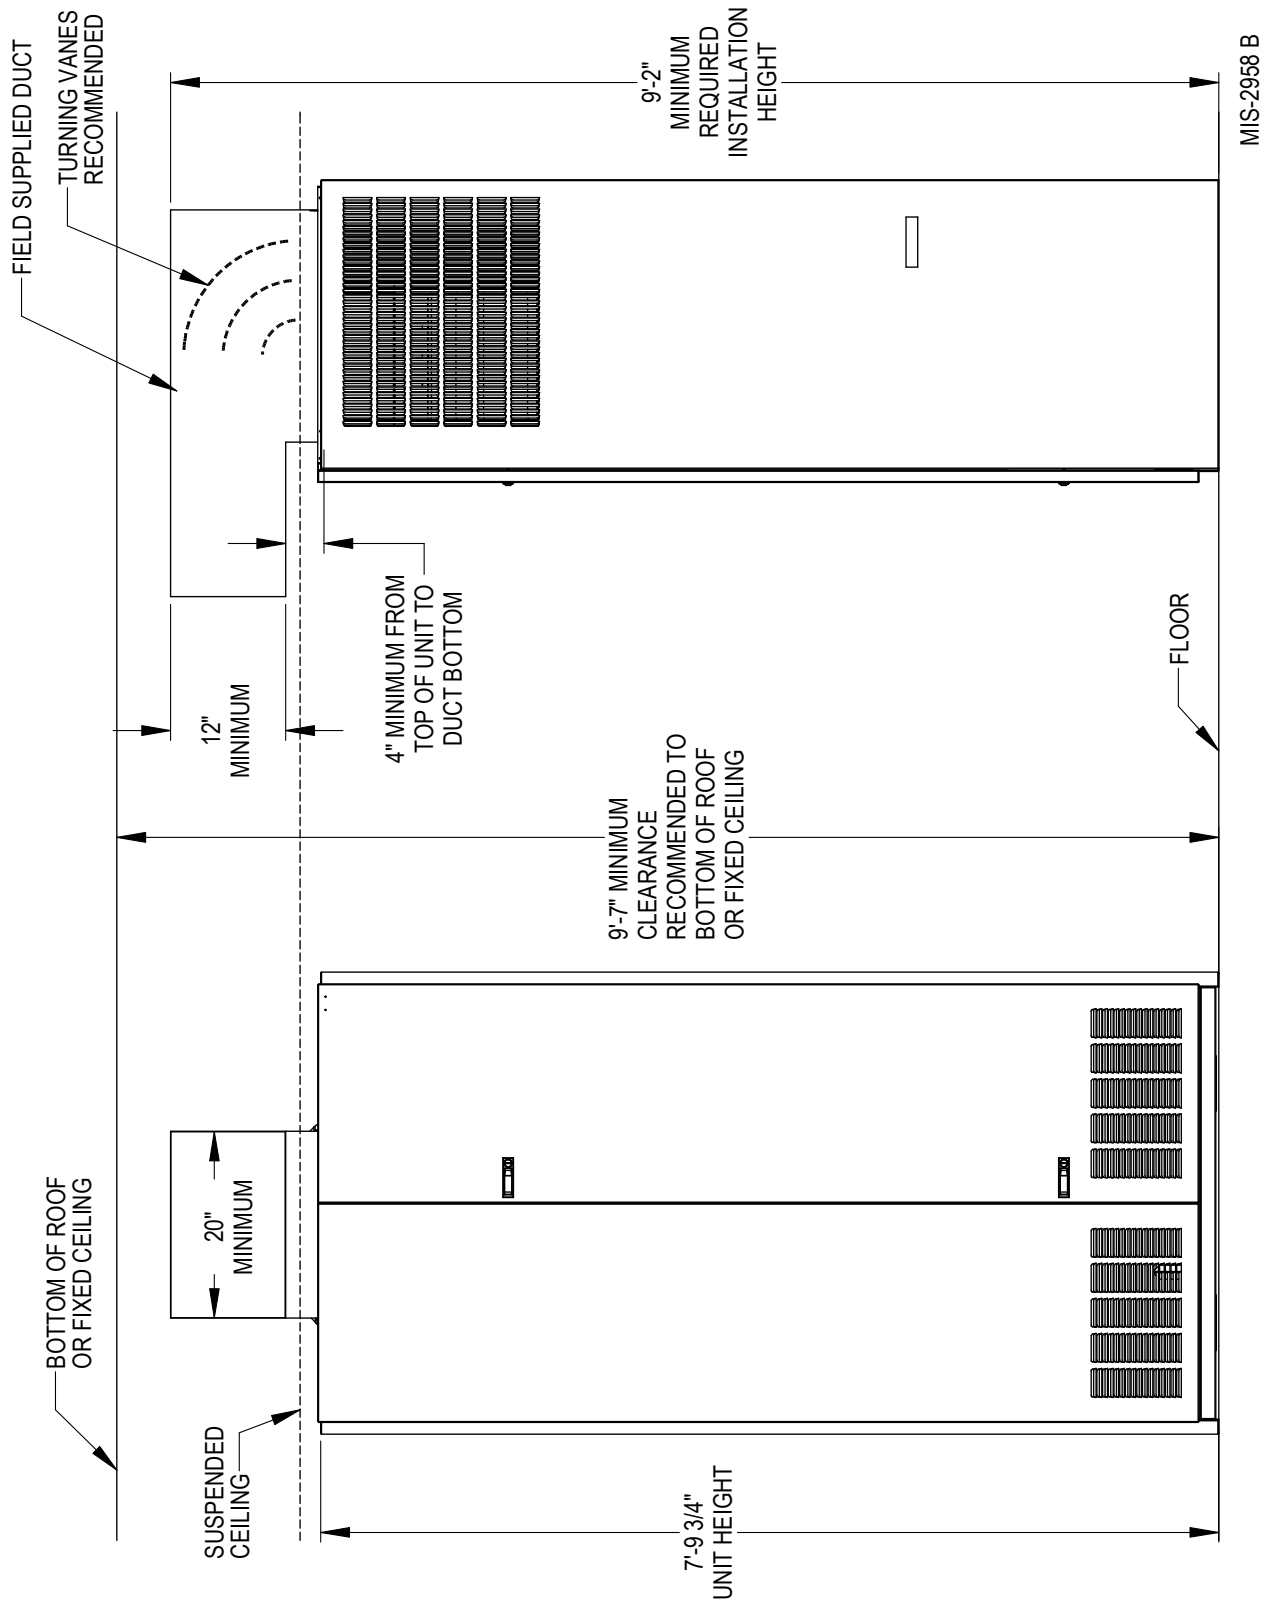 BOTTOM OF ROOF
OR FIXED CEILING
FIELD SUPPLIED DUCT
TURNING VANES
RECOMMENDED
SUSPENDED
CEILING
20"
MINIMUM
12"
MINIMUM
4" MINIMUM FROM
TOP OF UNIT TO
DUCT BOTTOM
7'-9 3/4"
UNIT HEIGHT
9'-7" MINIMUM
CLEARANCE
RECOMMENDED TO
BOTTOM OF ROOF
OR FIXED CEILING
9'-2"
MINIMUM
REQUIRED
INSTALLATION
HEIGHT
FLOOR
MIS-2958 B